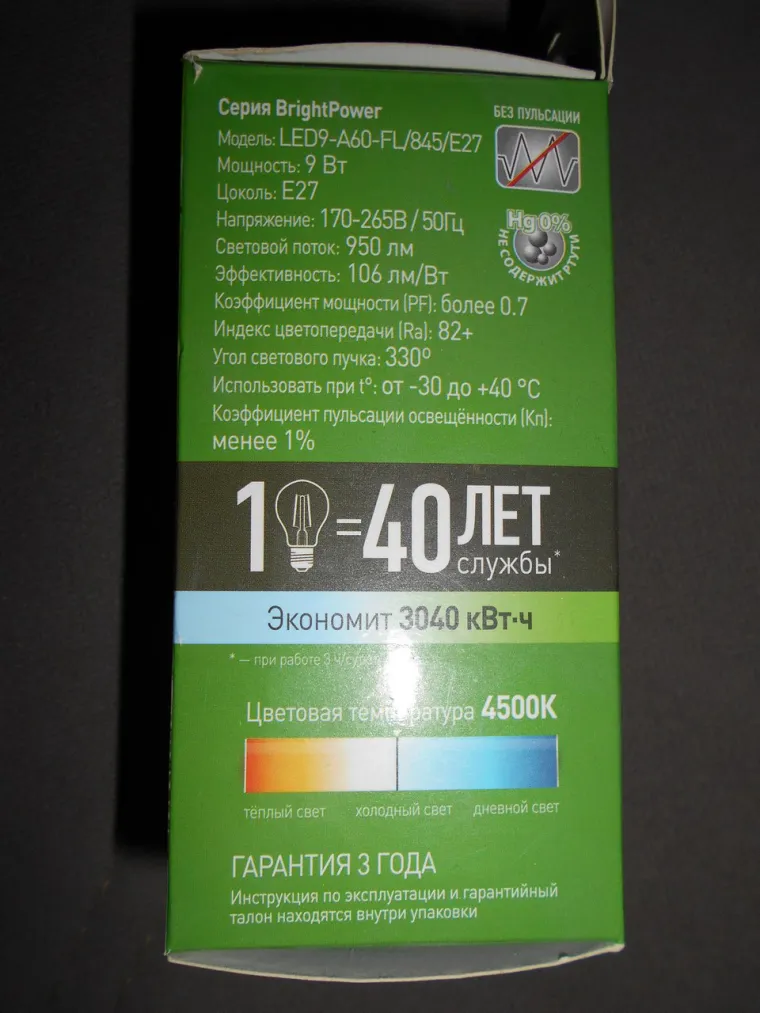 Серия BrightPower
БЕЗ ПУЛЬСАЦИИ
Модель: LED9-A60-FL/845/E27
Мощность: 9 Вт
Цоколь: E27
Напряжение: 170-265В / 50Гц
Hg 0%
НЕ СОДЕРЖИТ РТУТИ
Световой поток: 950 лм
Эффективность: 106 лм/Вт
Коэффициент мощности (PF): более 0.7
Индекс цветопередачи (Ra): 82+
Угол светового пучка: 330º
Использовать при t°: от -30 до +40 °C
Коэффициент пульсации освещённости (Кп):
менее 1%
1 = 40 ЛЕТ
службы*
Экономит 3040 кВт·ч
* — при работе 3 ч/сутки
Цветовая температура 4500K
тёплый свет холодный свет дневной свет
ГАРАНТИЯ 3 ГОДА
Инструкция по эксплуатации и гарантийный
талон находятся внутри упаковки